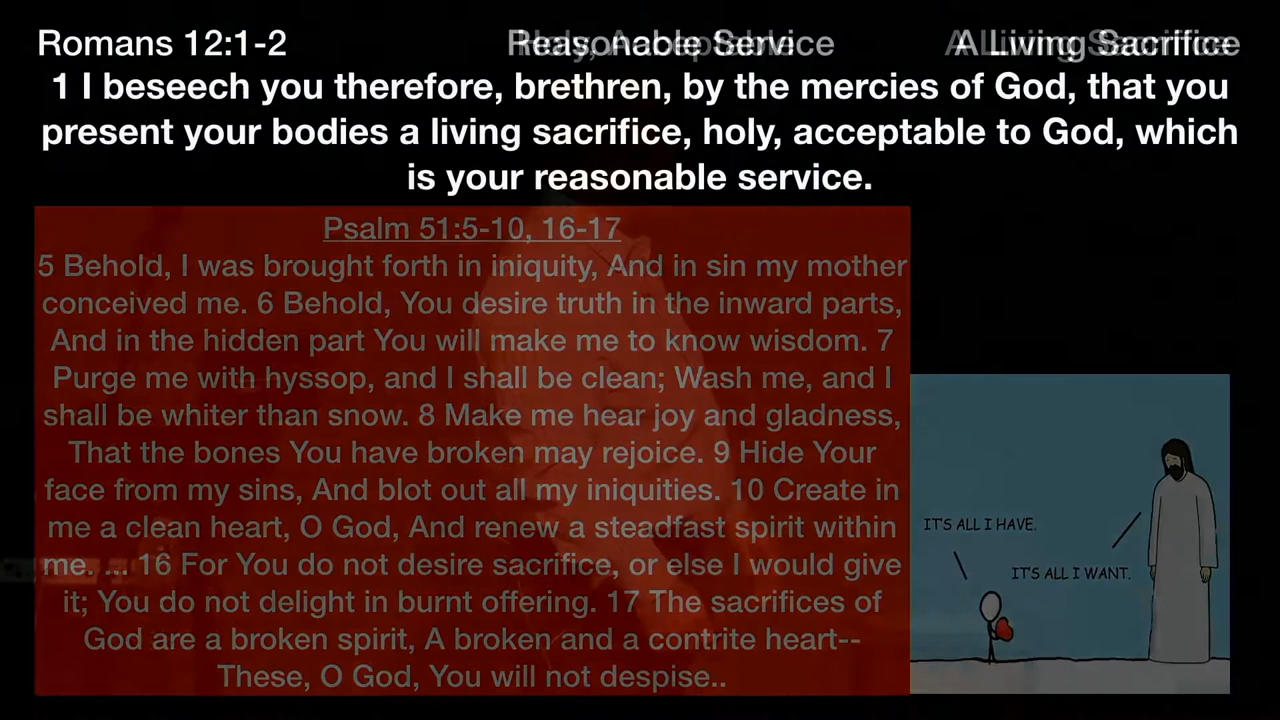 Romans 12:1-2
Reasonable Service
A Living Sacrifice
1 I beseech you therefore, brethren, by the mercies of God, that you
present your bodies a living sacrifice, holy, acceptable to God, which
is your reasonable service.
Psalm 51:5-10, 16-17
5 Behold, I was brought forth in iniquity, And in sin my mother
conceived me. 6 Behold, You desire truth in the inward parts,
And in the hidden part You will make me to know wisdom. 7
Purge me with hyssop, and I shall be clean; Wash me, and I
shall be whiter than snow. 8 Make me hear joy and gladness,
That the bones You have broken may rejoice. 9 Hide Your
face from my sins, And blot out all my iniquities. 10 Create in
me a clean heart, O God, And renew a steadfast spirit within
me. ... 16 For You do not desire sacrifice, or else I would give
it; You do not delight in burnt offering. 17 The sacrifices of
God are a broken spirit, A broken and a contrite heart--
These, O God, You will not despise..
IT'S ALL I HAVE.
IT'S ALL I WANT.